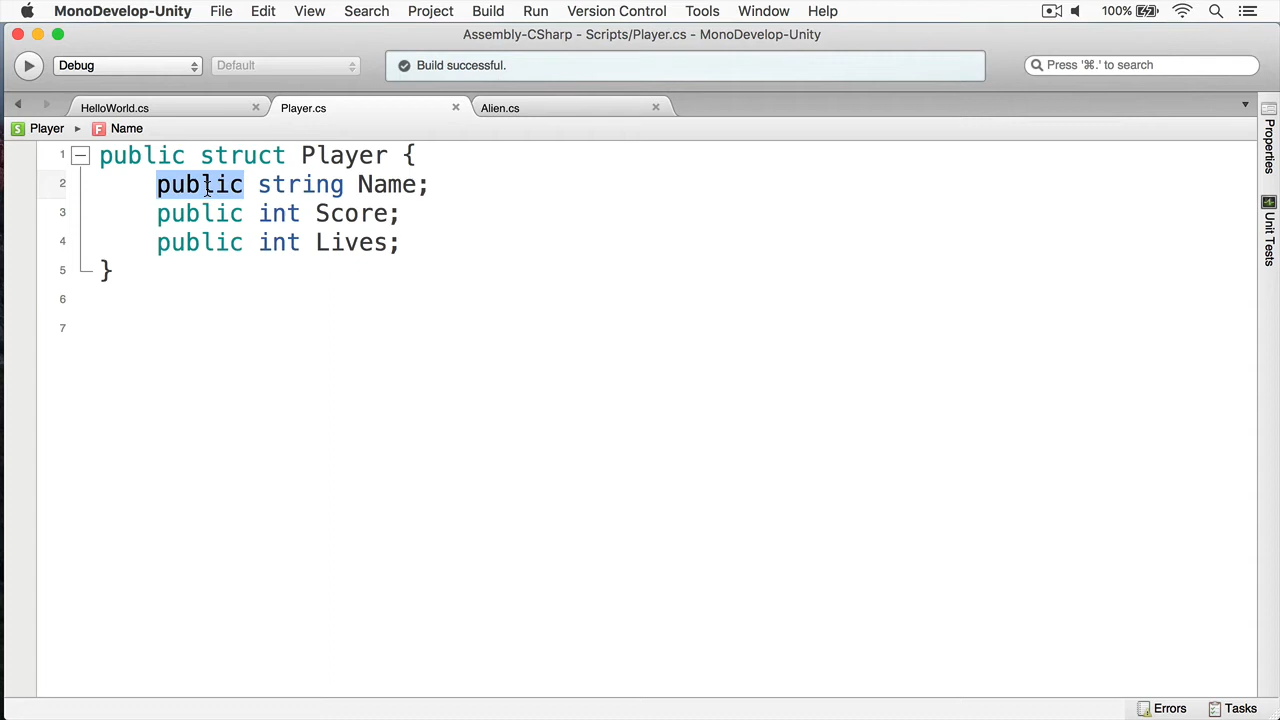 MonoDevelop-Unity File Edit View Search Project Build Run Version Control Tools Window Help 100%
Assembly-CSharp - Scripts/Player.cs - MonoDevelop-Unity
Debug Default Build successful. Press '⌘.' to search
HelloWorld.cs Player.cs Alien.cs
S Player F Name
1 public struct Player {
2 public string Name;
3 public int Score;
4 public int Lives;
5 }
6
7
Properties
Unit Tests
Errors Tasks